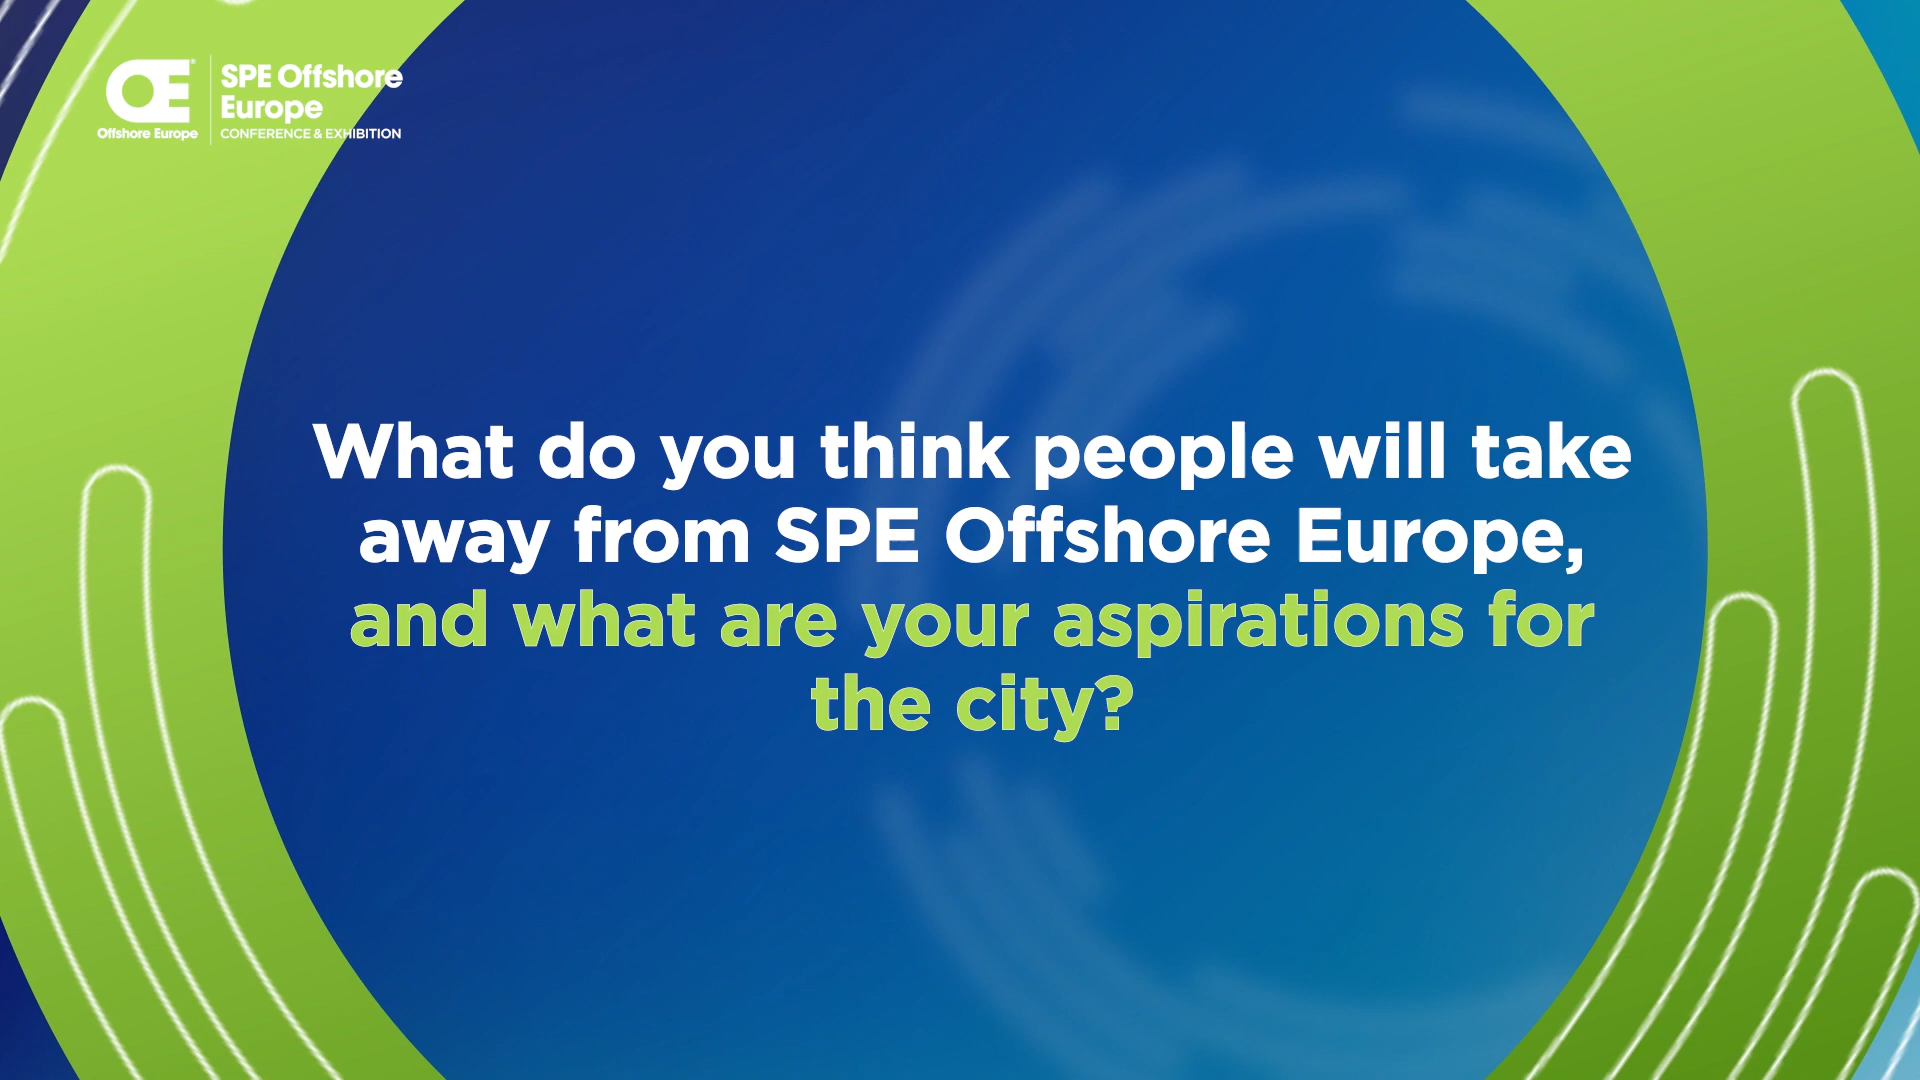 OE
Offshore Europe
SPE Offshore
Europe
CONFERENCE & EXHIBITION
What do you think people will take
away from SPE Offshore Europe,
and what are your aspirations for
the city?